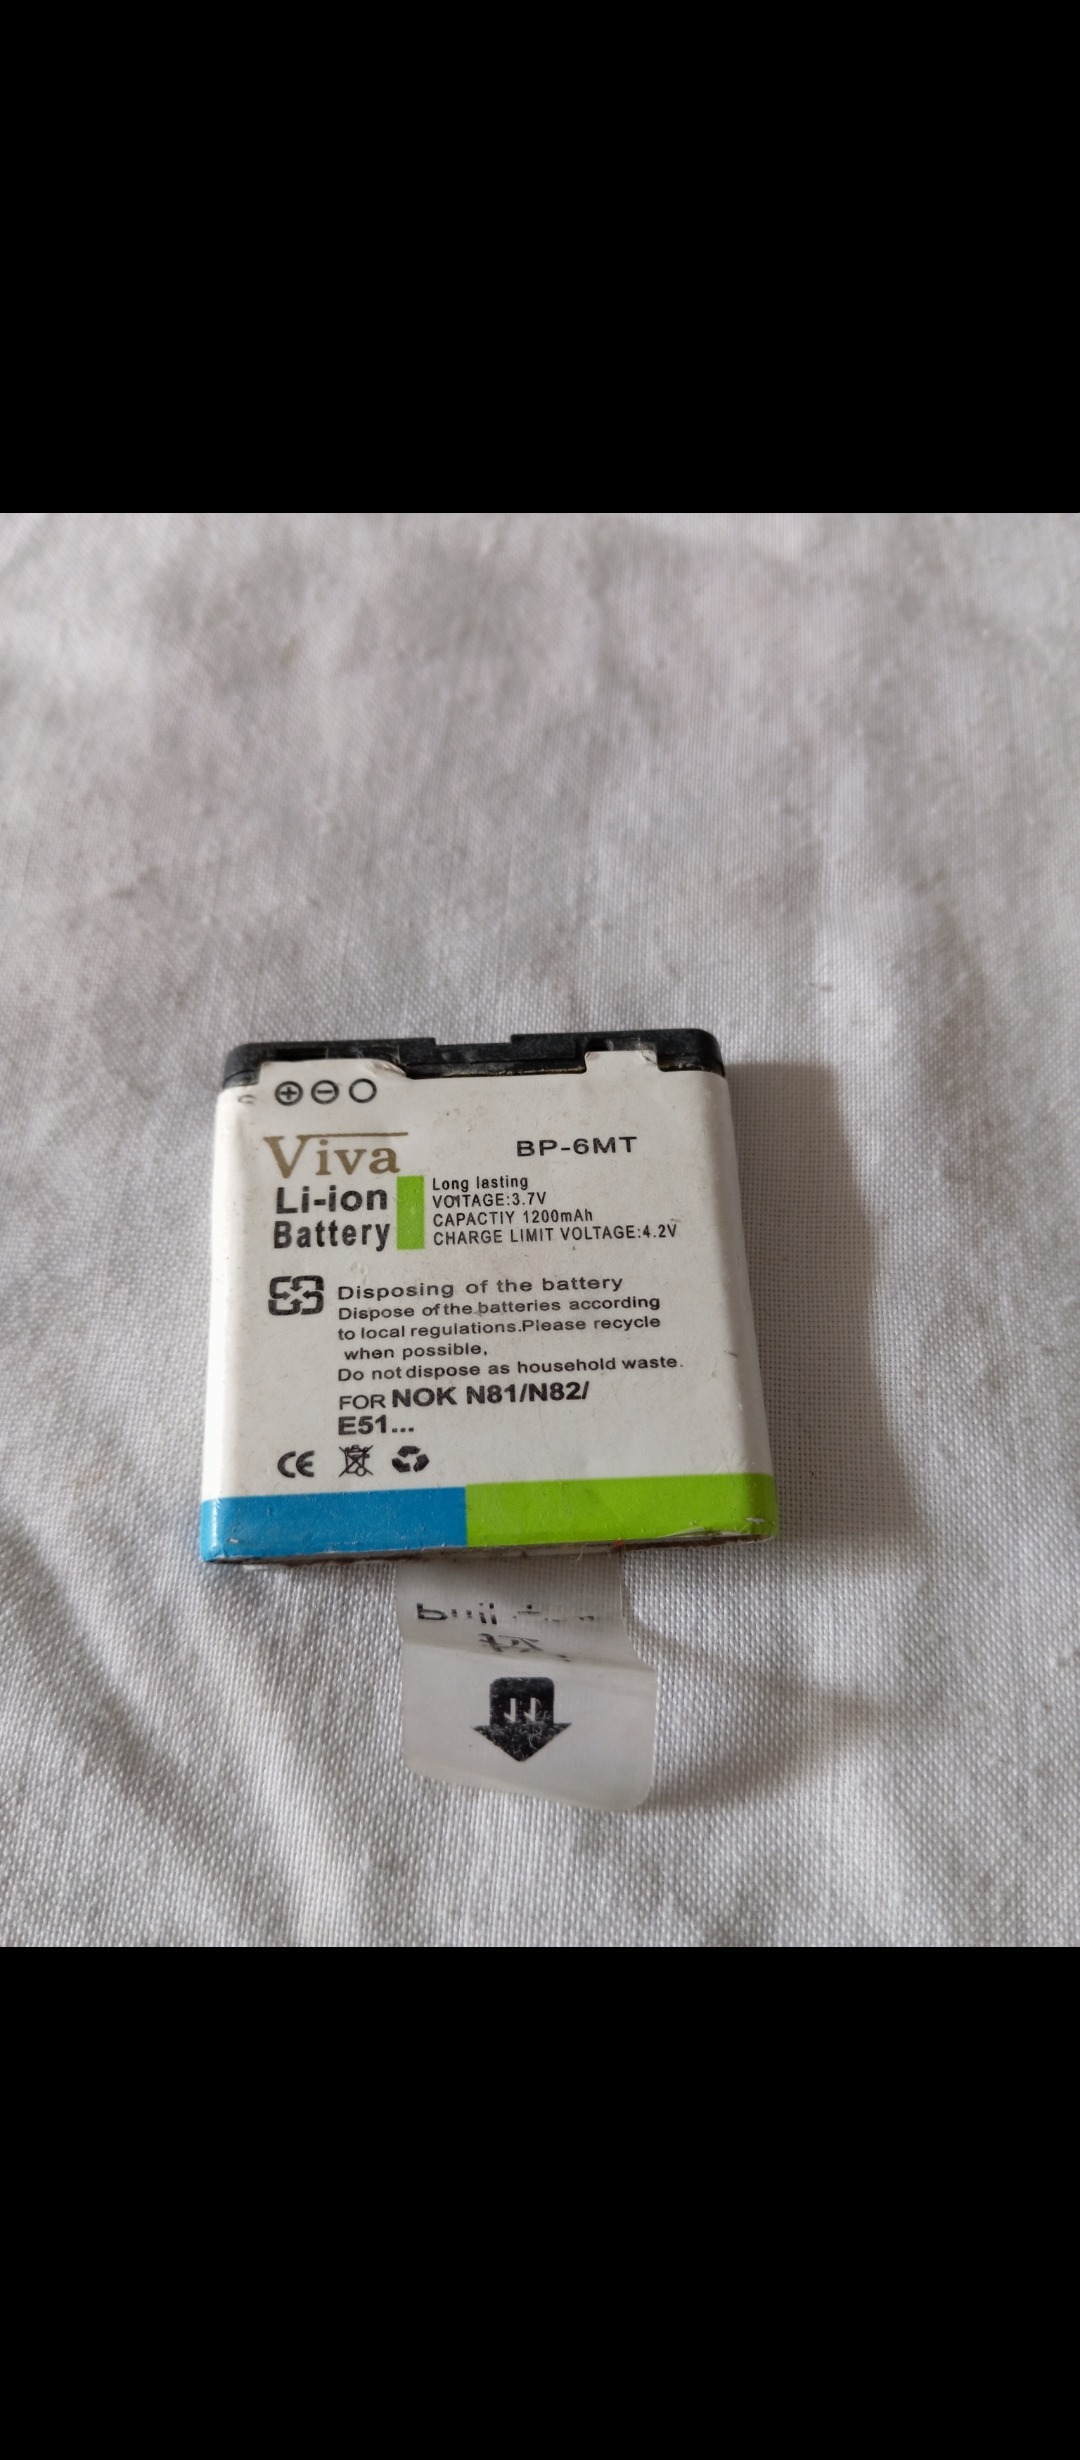 Viva
BP-6MT
Li-ion
Battery
Long lasting
VOITAGE:3.7V
CAPACTIY 1200mAh
CHARGE LIMIT VOLTAGE:4.2V
Disposing of the battery
Dispose of the batteries according
to local regulations.Please recycle
when possible,
Do not dispose as household waste.
FOR NOK N81/N82/
E51...
CE